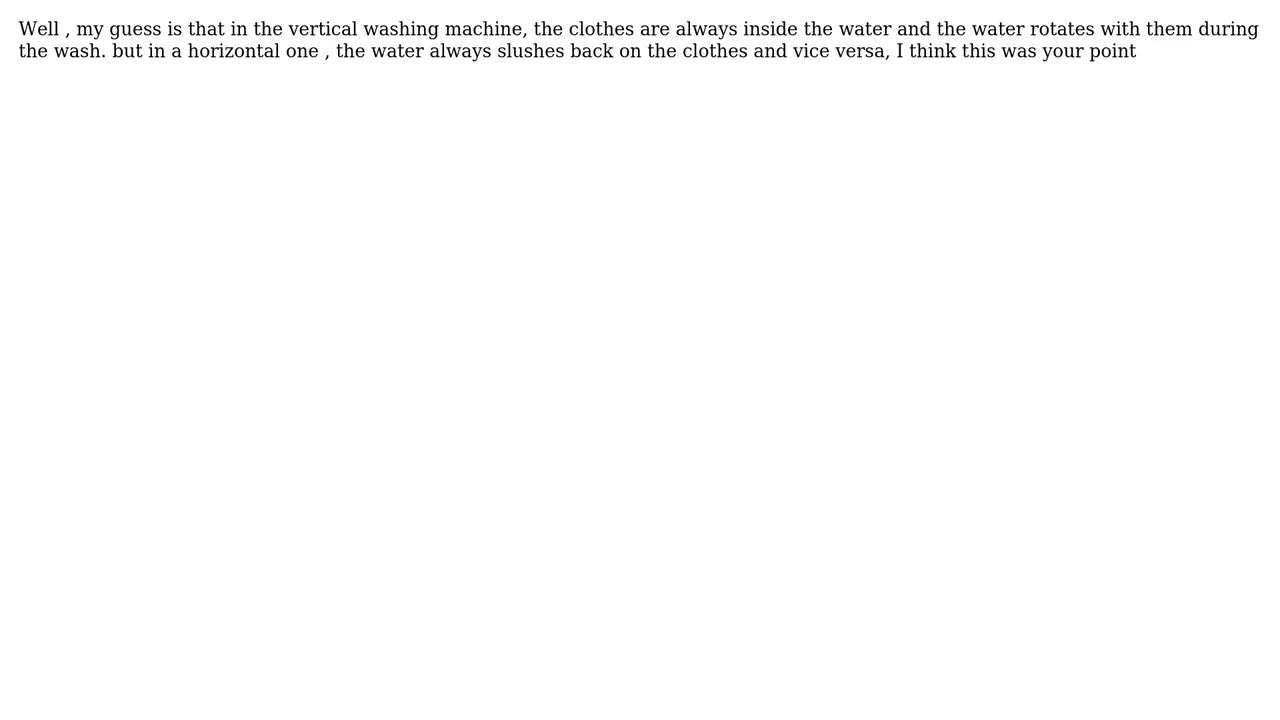 Well , my guess is that in the vertical washing machine, the clothes are always inside the water and the water rotates with them during
the wash. but in a horizontal one , the water always slushes back on the clothes and vice versa, I think this was your point